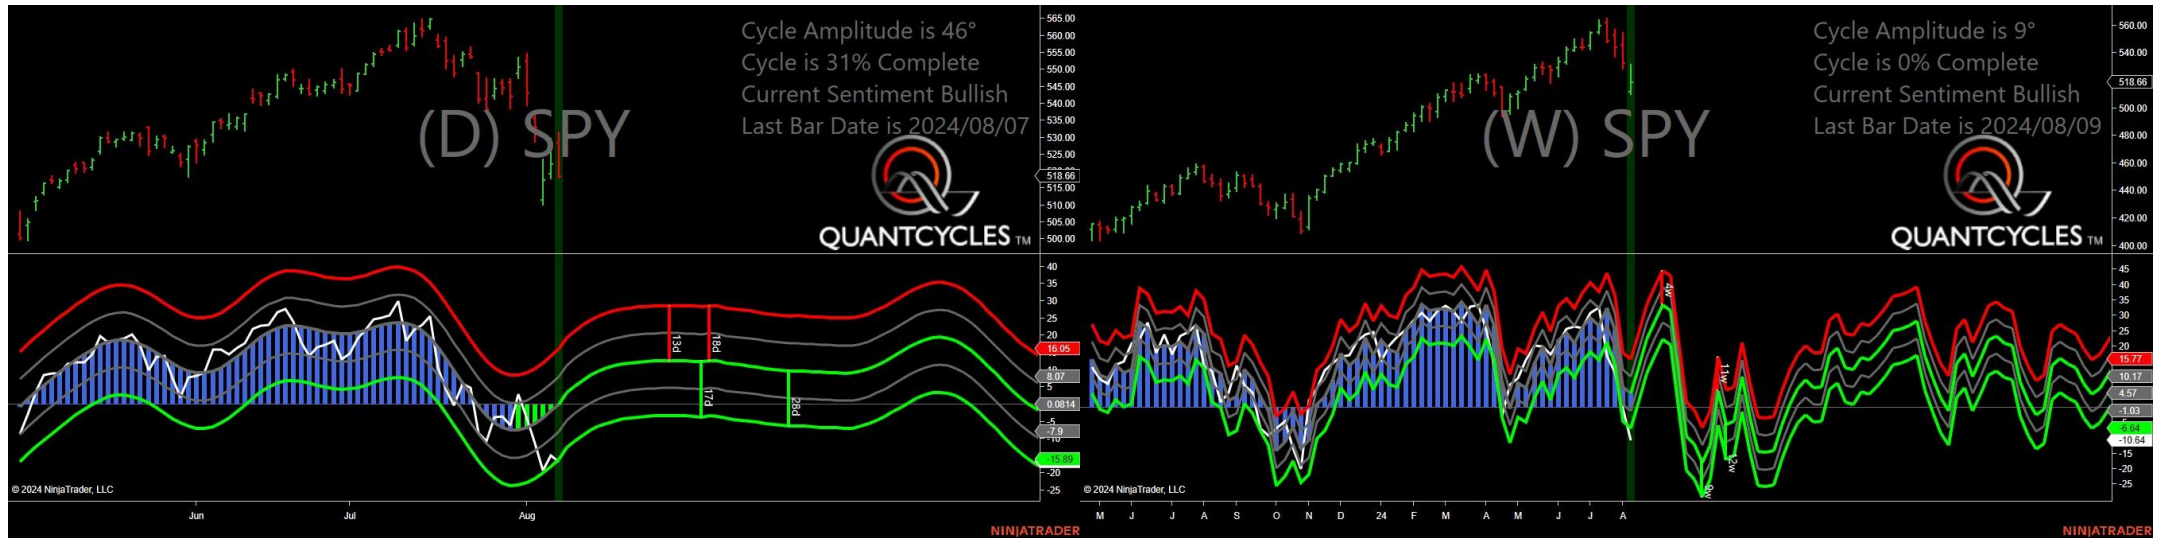 Cycle Amplitude is 46°
Cycle is 31% Complete
Current Sentiment Bullish
Last Bar Date is 2024/08/07
(D) SPY
QUANTCYCLES TM
565.00
560.00
555.00
550.00
545.00
540.00
535.00
530.00
525.00
518.66
515.00
510.00
505.00
500.00
40
35
30
25
20
16.05
8.07
5
0.0814
-5
-7.9
-10
-15.89
-20
-25
13d
18d
17d
28d
© 2024 NinjaTrader, LLC
Jun
Jul
Aug
NINJATRADER
Cycle Amplitude is 9°
Cycle is 0% Complete
Current Sentiment Bullish
Last Bar Date is 2024/08/09
(W) SPY
QUANTCYCLES TM
560.00
540.00
518.66
500.00
480.00
460.00
440.00
420.00
400.00
45
40
35
30
25
20
15.77
10.17
4.57
-1.03
-6.64
-10.64
-15
-20
-25
4w
11w
12w
9w
© 2024 NinjaTrader, LLC
M J J A S O N D 24 F M A M J J A
NINJATRADER